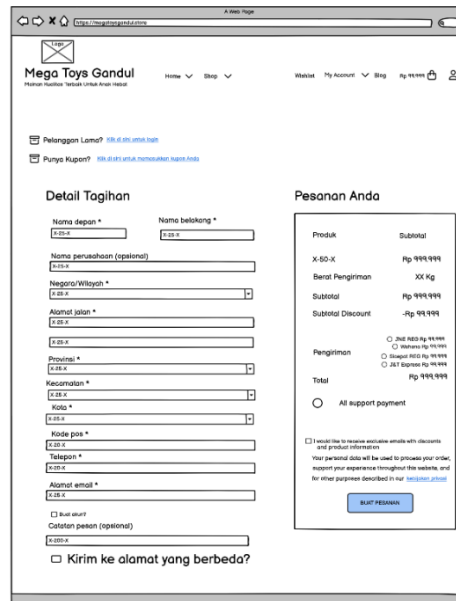 A Web Page
https://megatoysgandul.store
Logo
Mega Toys Gandul
Mainan Kualitas Terbaik Untuk Anak Hebat
Home Shop Wishlist My Account Blog Rp 99.999
Pelanggan Lama? Klik di sini untuk login
Punya Kupon? Klik di sini untuk memasukkan kupon Anda
Detail Tagihan
Nama depan * Nama belakang *
X-25-X X-25-X
Nama perusahaan (opsional)
X-25-X
Negara/Wilayah *
X-25-X
Alamat jalan *
X-25-X
X-25-X
Provinsi *
X-25-X
Kecamatan *
X-25-X
Kota *
X-25-X
Kode pos *
X-20-X
Telepon *
X-20-X
Alamat email *
X-25-X
Buat akun?
Catatan pesan (opsional)
X-200-X
Kirim ke alamat yang berbeda?
Pesanan Anda
Produk Subtotal
X-50-X Rp 999.999
Berat Pengiriman XX Kg
Subtotal Rp 999.999
Subtotal Discount -Rp 99.999
Pengiriman
JNE REG Rp 99.999
Wahana Rp 99.999
Sicepat REG Rp 99.999
J&T Express Rp 99.999
Total Rp 999.999
All support payment
I would like to receive exclusive emails with discounts
and product information
Your personal data will be used to process your order,
support your experience throughout this website, and
for other purposes described in our kebijakan privasi
BUAT PESANAN